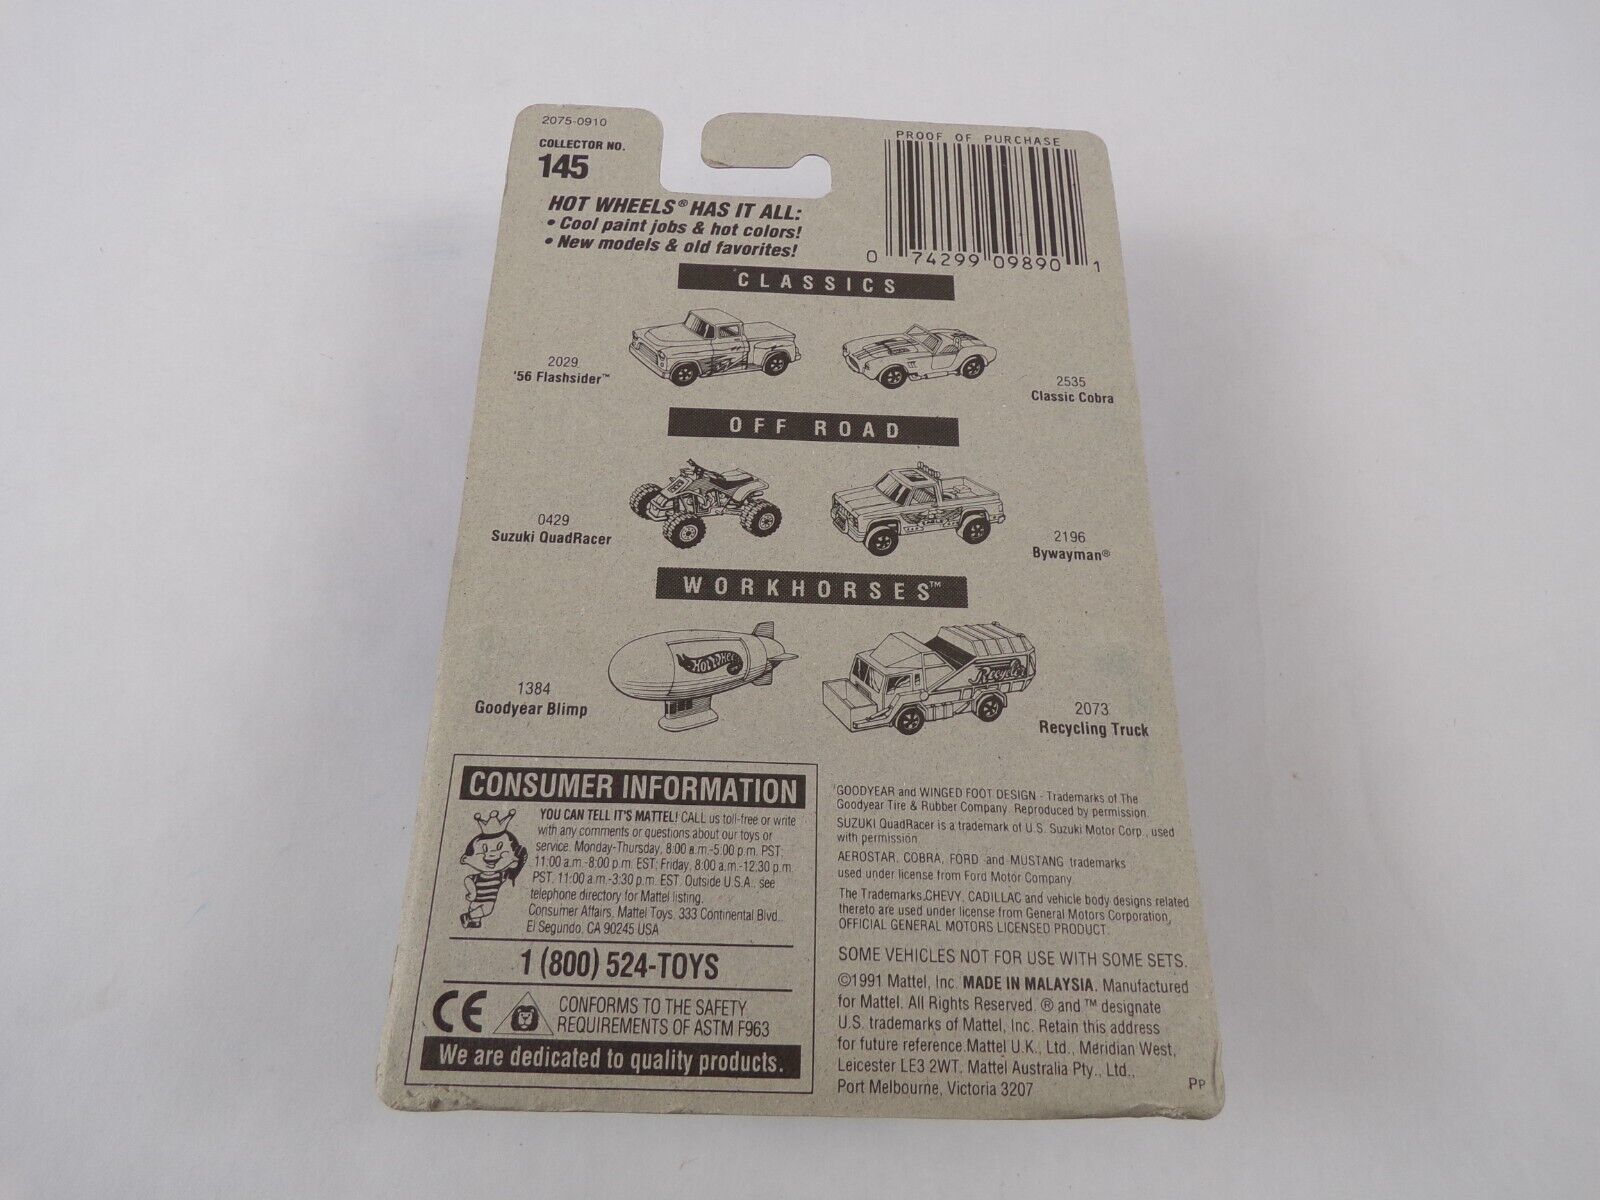 2075-0910
COLLECTOR NO.
145
PROOF OF PURCHASE
HOT WHEELS® HAS IT ALL:
• Cool paint jobs & hot colors!
• New models & old favorites!
0 74299 09890 1
CLASSICS
2029
'56 Flashsider™
2535
Classic Cobra
OFF ROAD
0429
Suzuki QuadRacer
2196
Bywayman®
WORKHORSES™
Hot Whee
Recycler
1384
Goodyear Blimp
2073
Recycling Truck
CONSUMER INFORMATION
YOU CAN TELL IT'S MATTEL! CALL us toll-free or write
with any comments or questions about our toys or
service. Monday-Thursday, 8:00 a.m.-5:00 p.m. PST,
11:00 a.m.-8:00 p.m. EST; Friday, 8:00 a.m.-12:30 p.m.
PST, 11:00 a.m.-3:30 p.m. EST. Outside U.S.A., see
telephone directory for Mattel listing.
Consumer Affairs, Mattel Toys, 333 Continental Blvd.,
El Segundo, CA 90245 USA
1 (800) 524-TOYS
CE
CONFORMS TO THE SAFETY
REQUIREMENTS OF ASTM F963
We are dedicated to quality products.
GOODYEAR and WINGED FOOT DESIGN - Trademarks of The
Goodyear Tire & Rubber Company. Reproduced by permission.
SUZUKI QuadRacer is a trademark of U.S. Suzuki Motor Corp., used
with permission.
AEROSTAR, COBRA, FORD and MUSTANG trademarks
used under license from Ford Motor Company.
The Trademarks,CHEVY, CADILLAC and vehicle body designs related
thereto are used under license from General Motors Corporation,
OFFICIAL GENERAL MOTORS LICENSED PRODUCT.
SOME VEHICLES NOT FOR USE WITH SOME SETS.
©1991 Mattel, Inc. MADE IN MALAYSIA. Manufactured
for Mattel. All Rights Reserved. ® and ™ designate
U.S. trademarks of Mattel, Inc. Retain this address
for future reference.Mattel U.K., Ltd., Meridian West,
Leicester LE3 2WT. Mattel Australia Pty., Ltd.,
Port Melbourne, Victoria 3207
PP